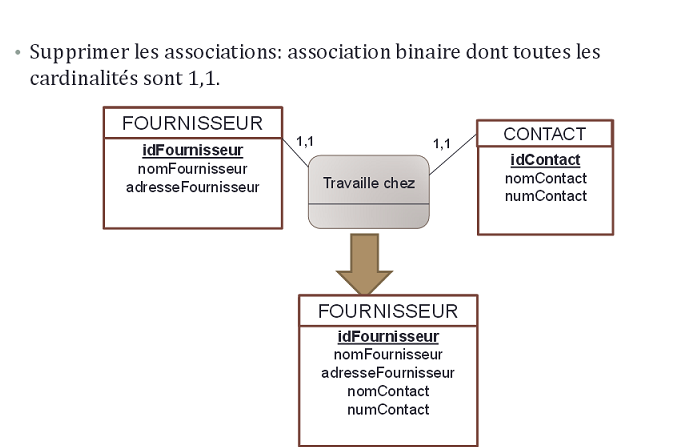 • Supprimer les associations: association binaire dont toutes les
cardinalités sont 1,1.
FOURNISSEUR
idFournisseur
nomFournisseur
adresseFournisseur
1,1
Travaille chez
1,1
CONTACT
idContact
nomContact
numContact
FOURNISSEUR
idFournisseur
nomFournisseur
adresseFournisseur
nomContact
numContact